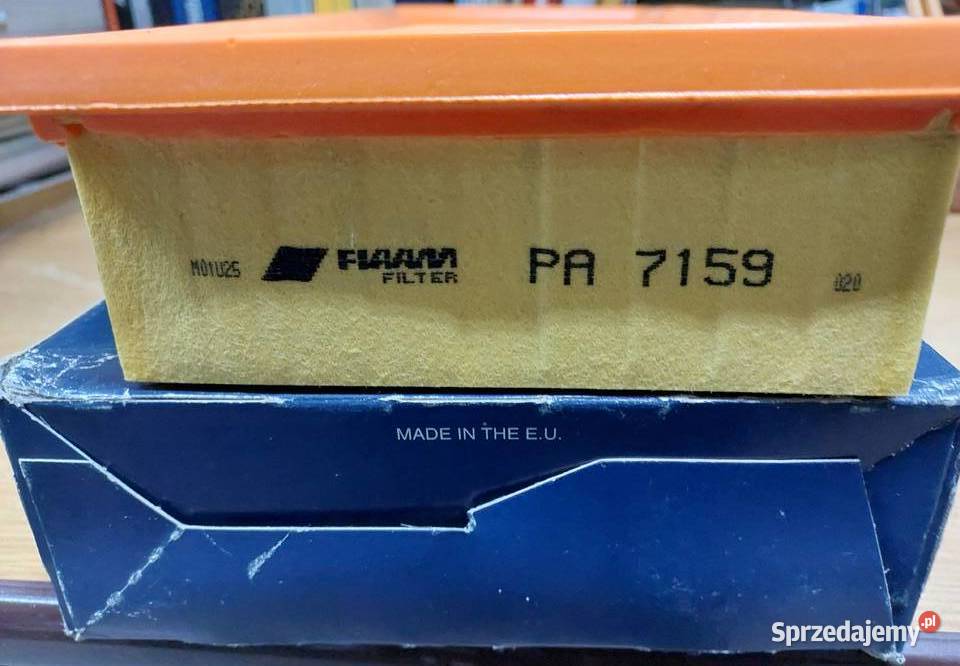 M01U25 FIAAM FILTER PA 7159 020
MADE IN THE E.U.
Sprzedajemy.pl